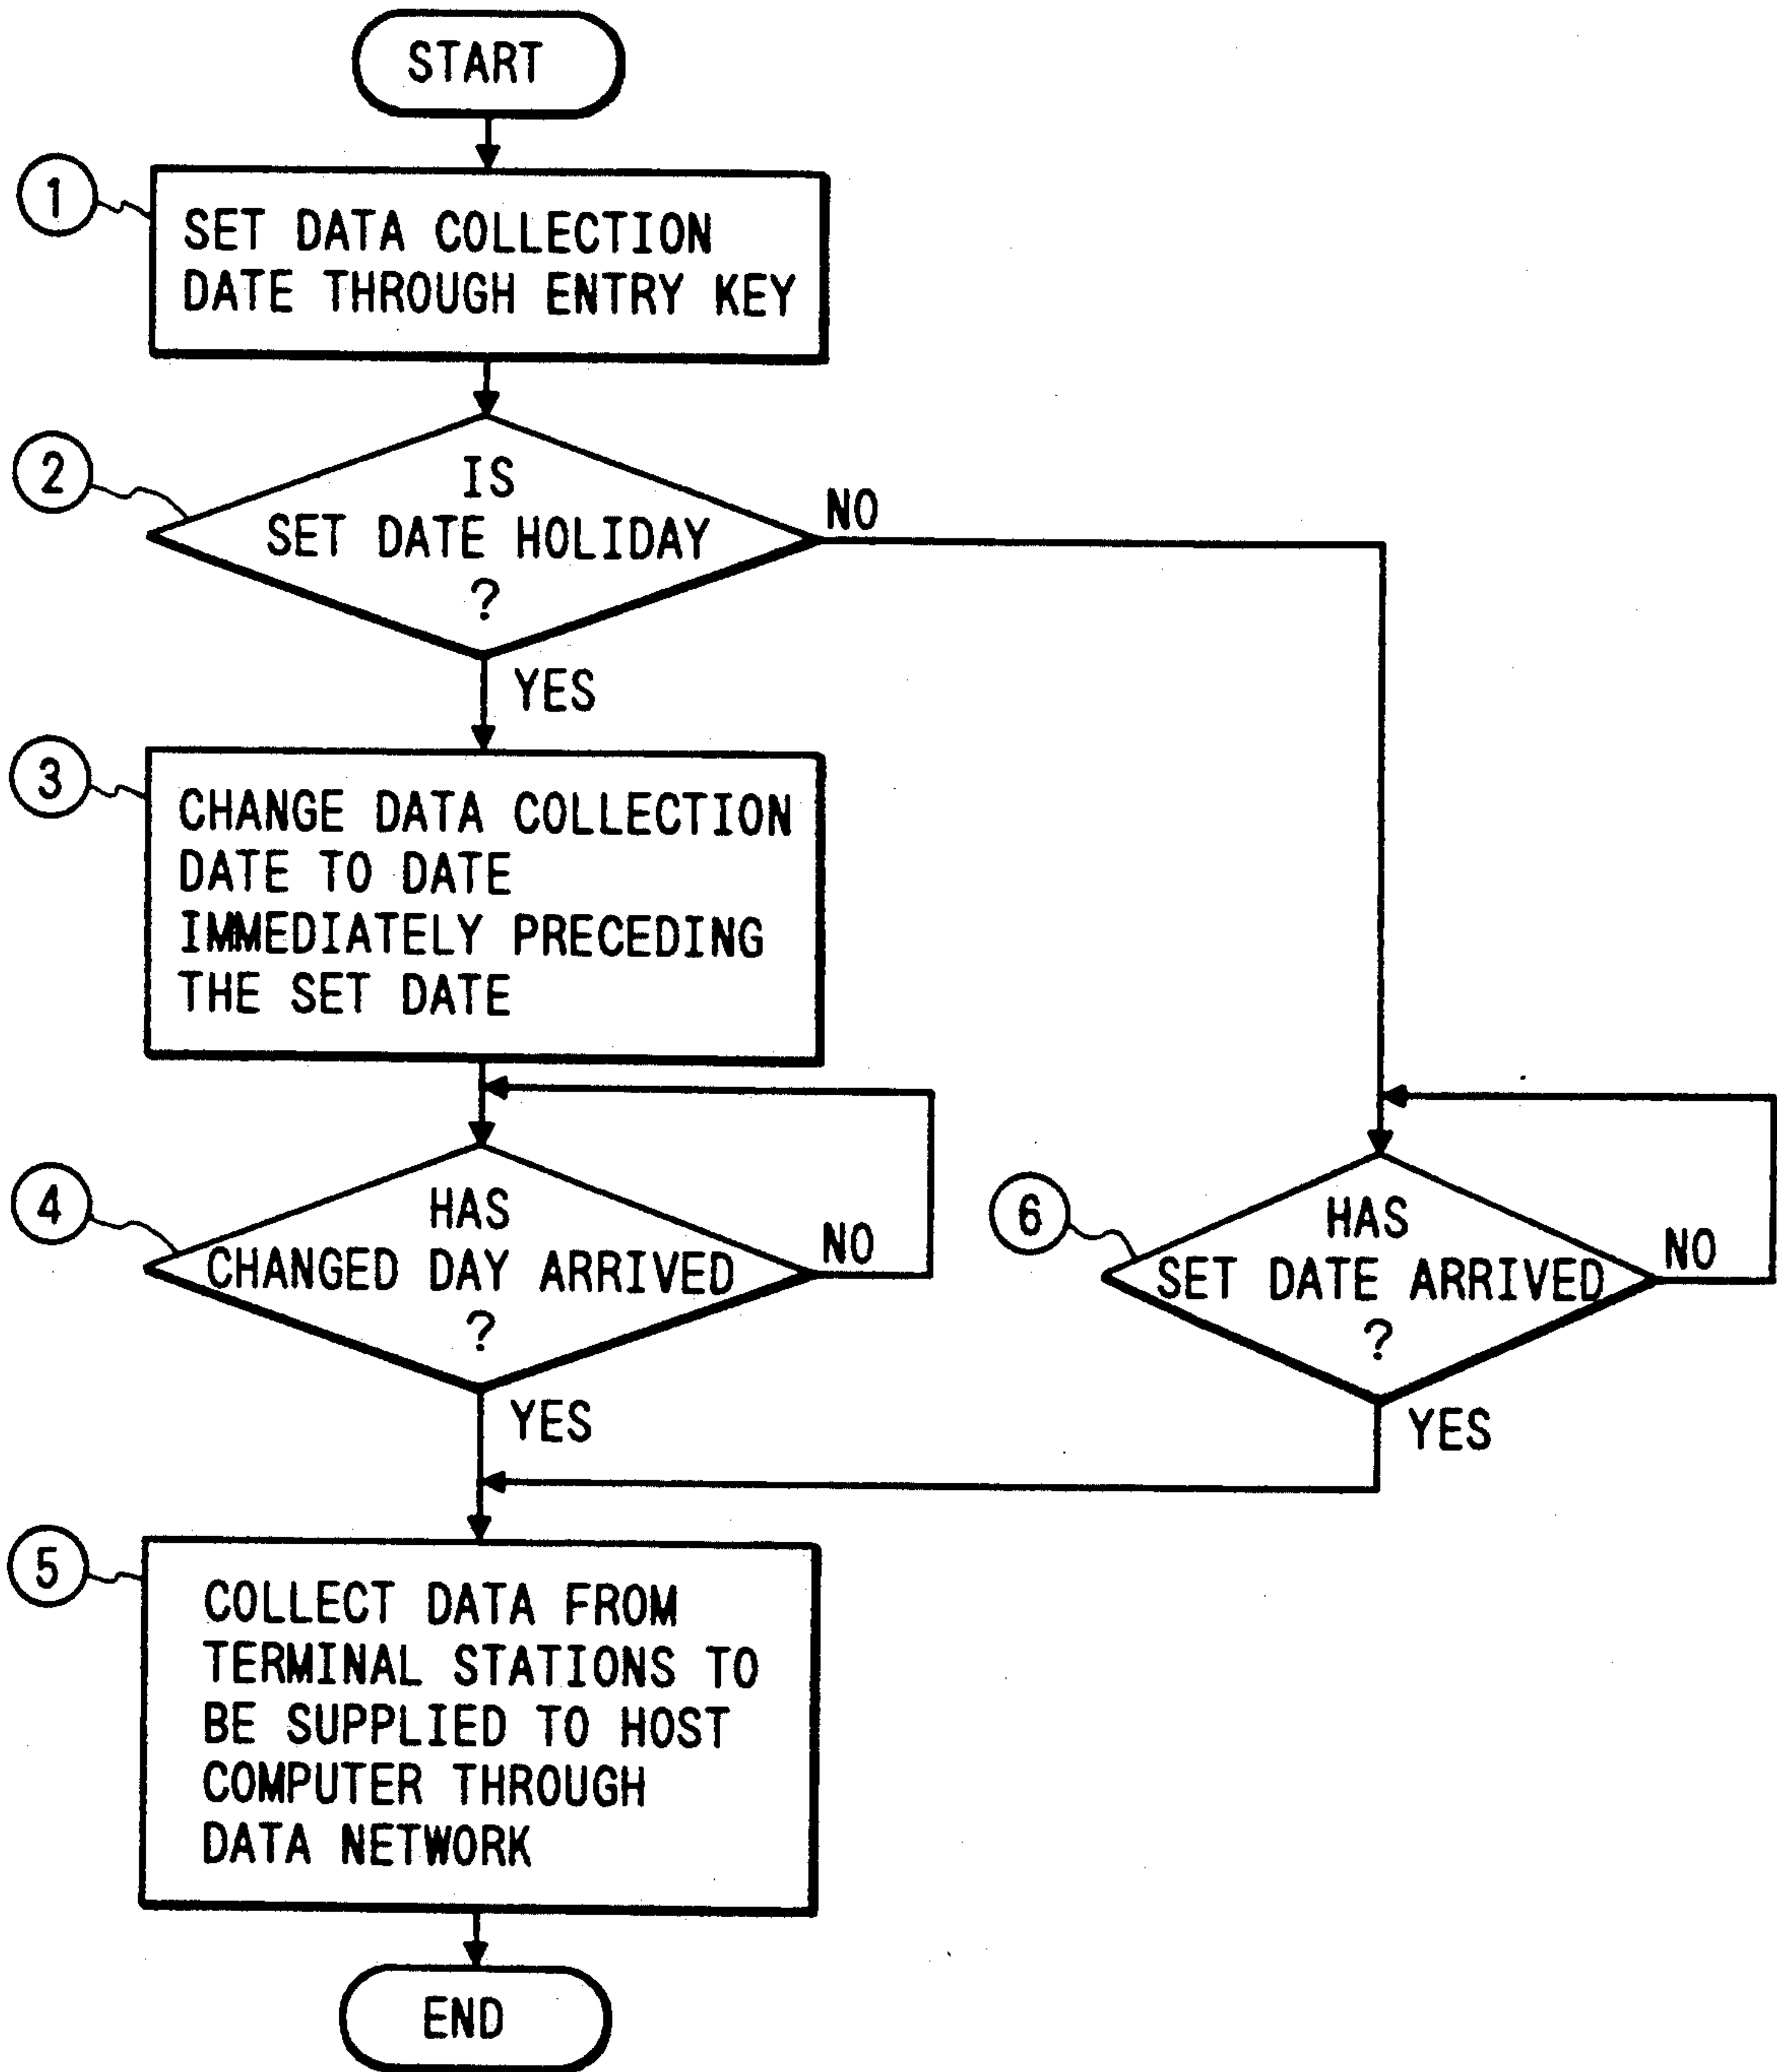 START
1
SET DATA COLLECTION
DATE THROUGH ENTRY KEY
2
IS
SET DATE HOLIDAY
?
NO
YES
3
CHANGE DATA COLLECTION
DATE TO DATE
IMMEDIATELY PRECEDING
THE SET DATE
4
HAS
CHANGED DAY ARRIVED
?
NO
YES
6
HAS
SET DATE ARRIVED
?
NO
YES
5
COLLECT DATA FROM
TERMINAL STATIONS TO
BE SUPPLIED TO HOST
COMPUTER THROUGH
DATA NETWORK
END